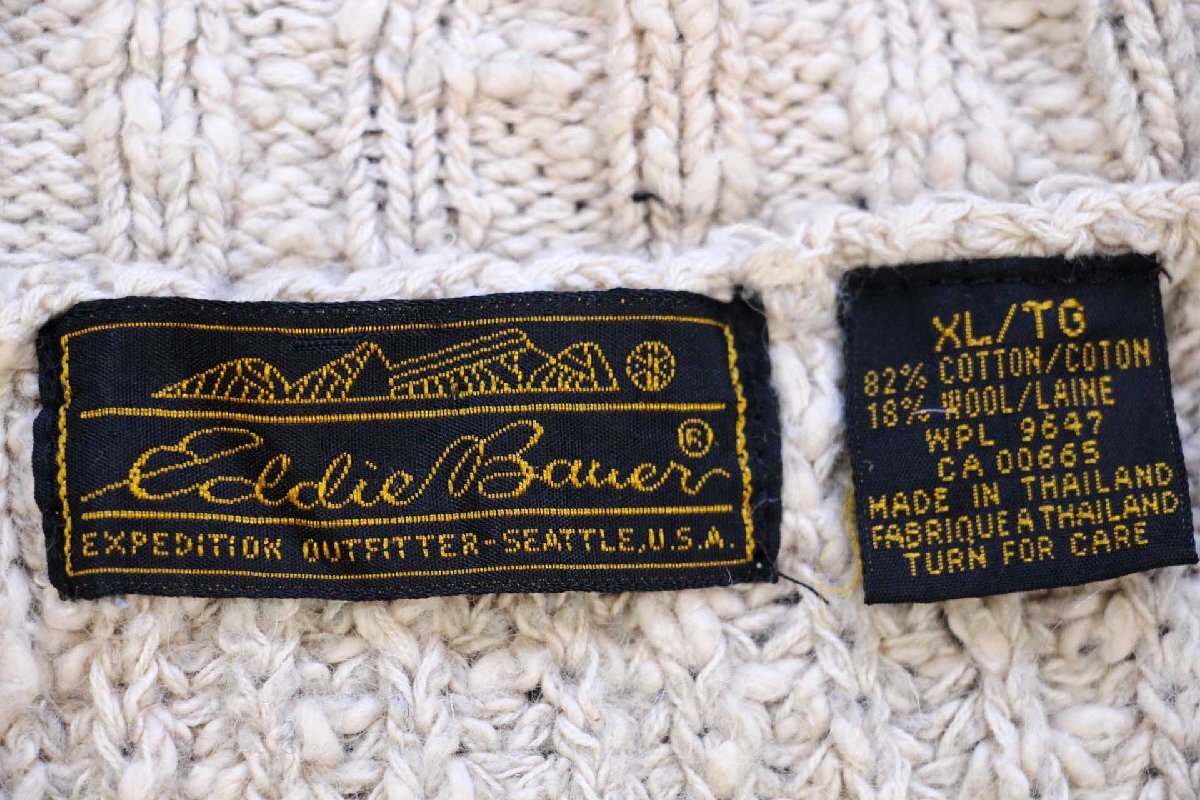 Eddie Bauer ®
EXPEDITION OUTFITTER-SEATTLE,U.S.A.
XL/TG
82% COTTON/COTON
18% WOOL/LAINE
WPL 9647
CA 00665
MADE IN THAILAND
FABRIQUE A THAILAND
TURN FOR CARE